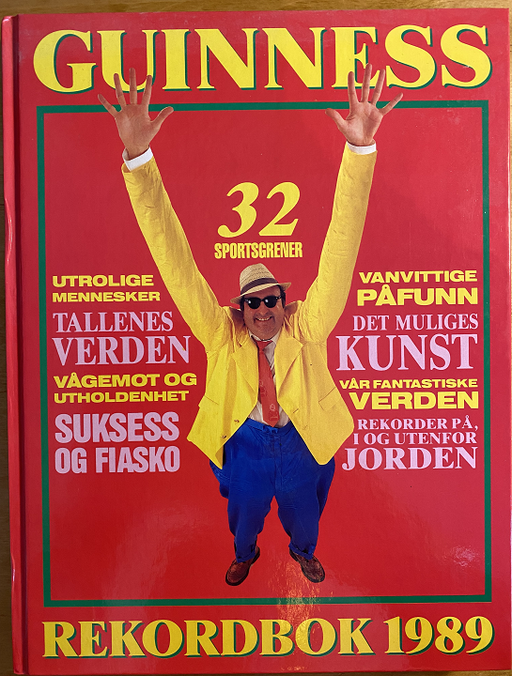 GUINNESS
32
SPORTSGRENER
UTROLIGE
MENNESKER
TALLENES
VERDEN
VÅGEMOT OG
UTHOLDENHET
SUKSESS
OG FIASKO
VANVITTIGE
PÅFUNN
DET MULIGES
KUNST
VÅR FANTASTISKE
VERDEN
REKORDER PÅ,
I OG UTENFOR
JORDEN
REKORDBOK 1989